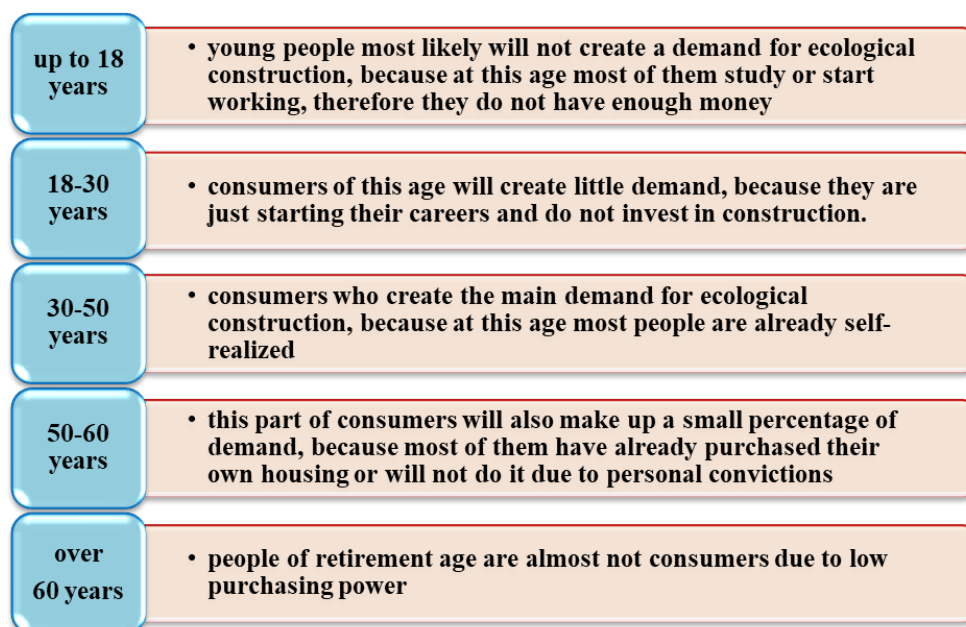 up to 18
years
• young people most likely will not create a demand for ecological
construction, because at this age most of them study or start
working, therefore they do not have enough money
18-30
years
• consumers of this age will create little demand, because they are
just starting their careers and do not invest in construction.
30-50
years
• consumers who create the main demand for ecological
construction, because at this age most people are already self-
realized
50-60
years
• this part of consumers will also make up a small percentage of
demand, because most of them have already purchased their
own housing or will not do it due to personal convictions
over
60 years
• people of retirement age are almost not consumers due to low
purchasing power